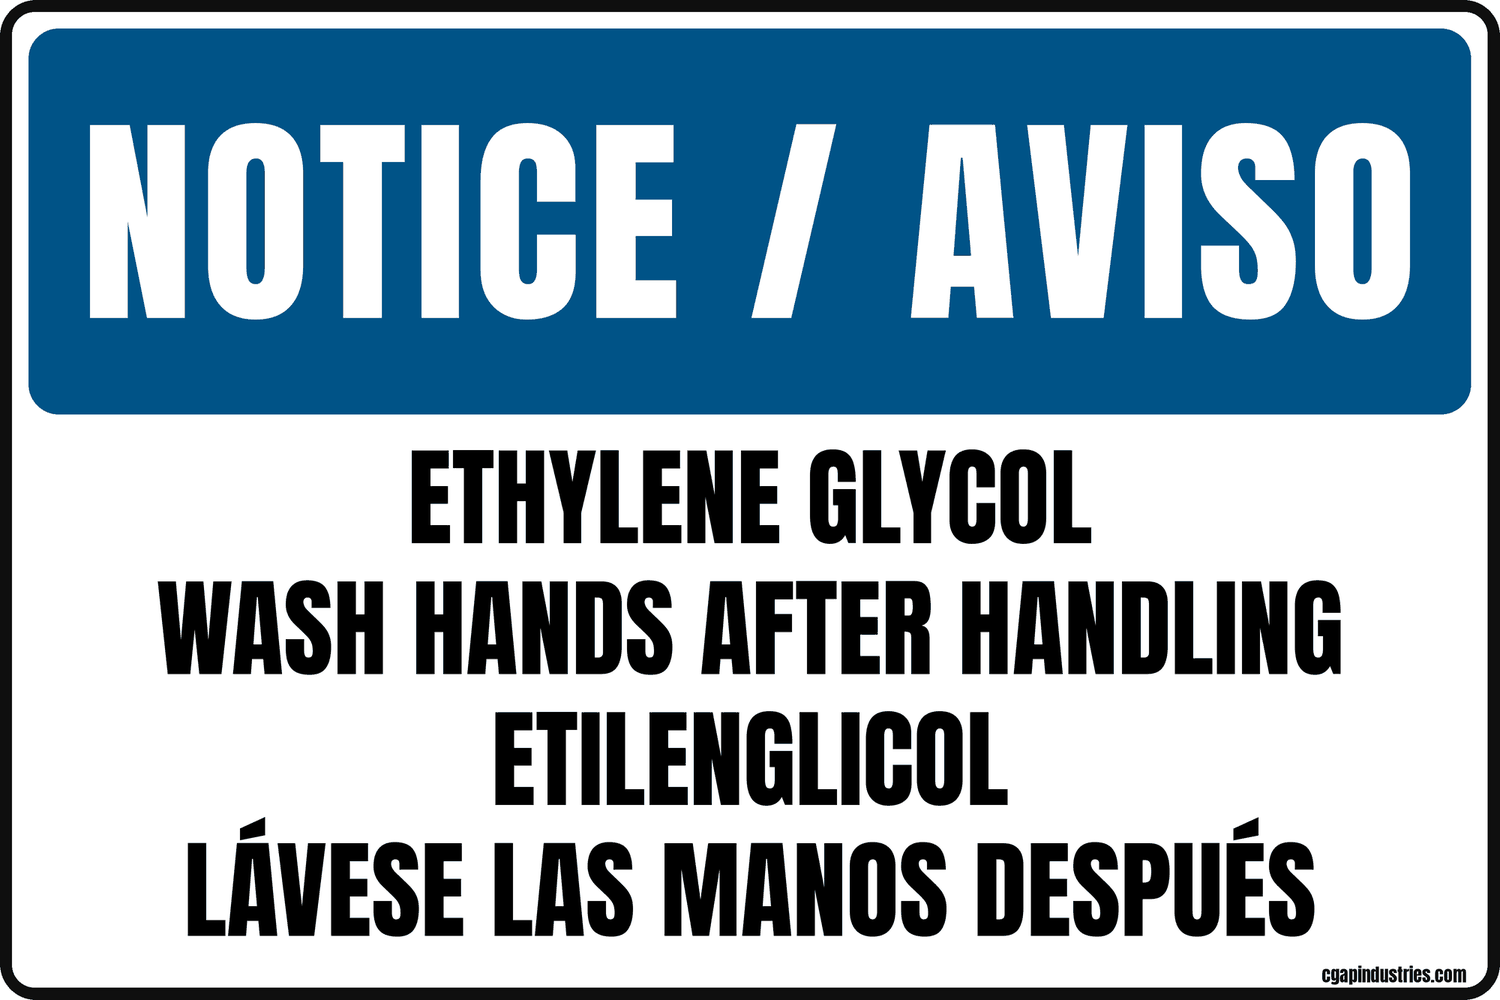 NOTICE / AVISO
ETHYLENE GLYCOL
WASH HANDS AFTER HANDLING
ETILENGLICOL
LÁVESE LAS MANOS DESPUÉS
cgapindustries.com